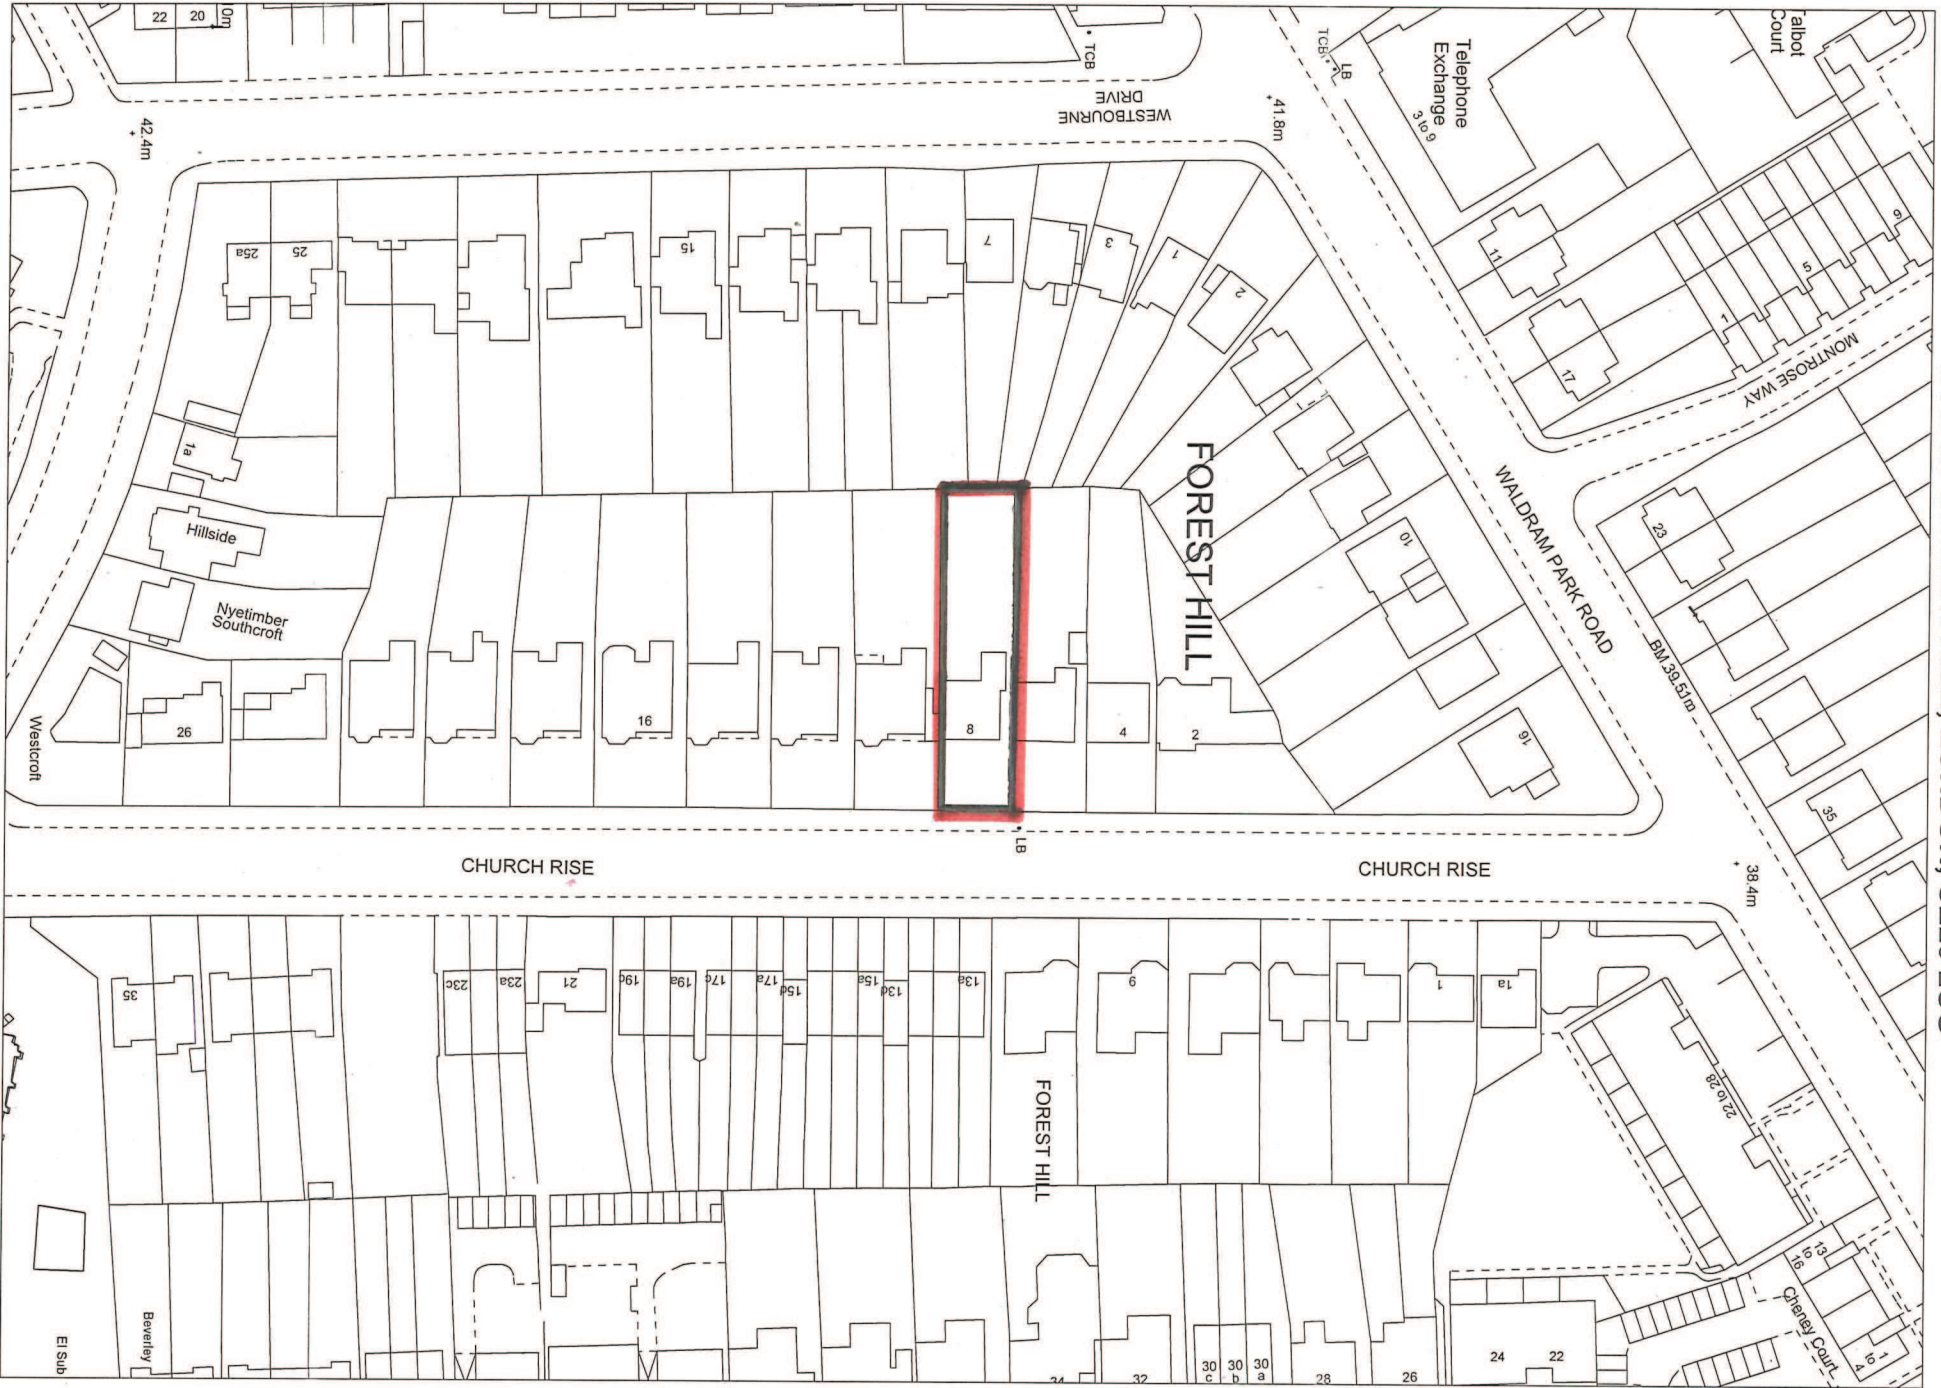 22 20
TCB
WESTBOURNE
DRIVE
42.4m
41.8m
TCB
LB
Telephone
Exchange
3 to 9
Talbot
Court
25a
25
15
7
3
1
2
11
17
1
5
9
MONTROSE WAY
1a
Hillside
Nyetimber
Southcroft
FOREST HILL
WALDRAM PARK ROAD
BM 39.51m
10
23
35
16
38.4m
Westcroft
26
16
8
4
2
LB
CHURCH RISE
CHURCH RISE
35
23c
23a
21
19c
19a
17c
17a
15d
15a
13d
13a
9
1
1a
FOREST HILL
22 to 28
13
to
16
Cheney Court
1
to
4
El Sub
Beverley
34
32
30
c
30
b
30
a
28
26
24
22